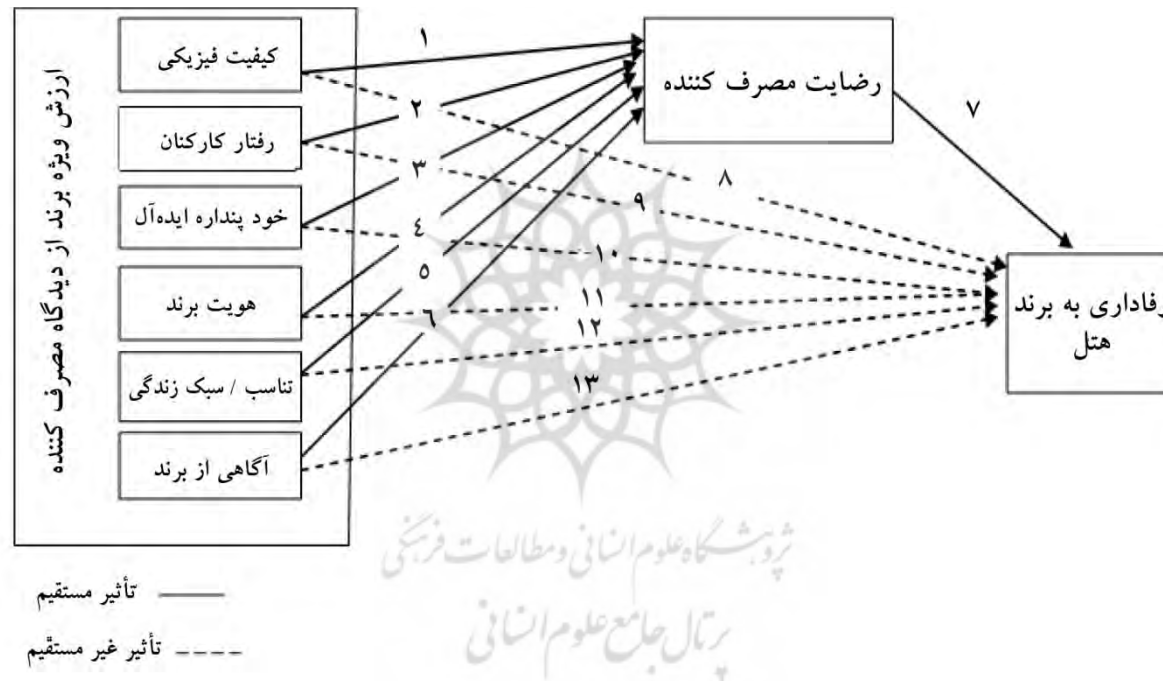 ارزش ویژه برند از دیدگاه مصرف کننده
کیفیت فیزیکی
رفتار کارکنان
خود پنداره ایده‌آل
هویت برند
تناسب / سبک زندگی
آگاهی از برند
۱
۲
۳
٤
٥
٦
رضایت مصرف کننده
۷
۸
۹
۱۰
۱۱
۱۲
۱۳
وفاداری به برند
هتل
پژوهشگاه علوم انسانی و مطالعات فرهنگی
پرتال جامع علوم انسانی
تأثیر مستقیم
تأثیر غیر مستقیم